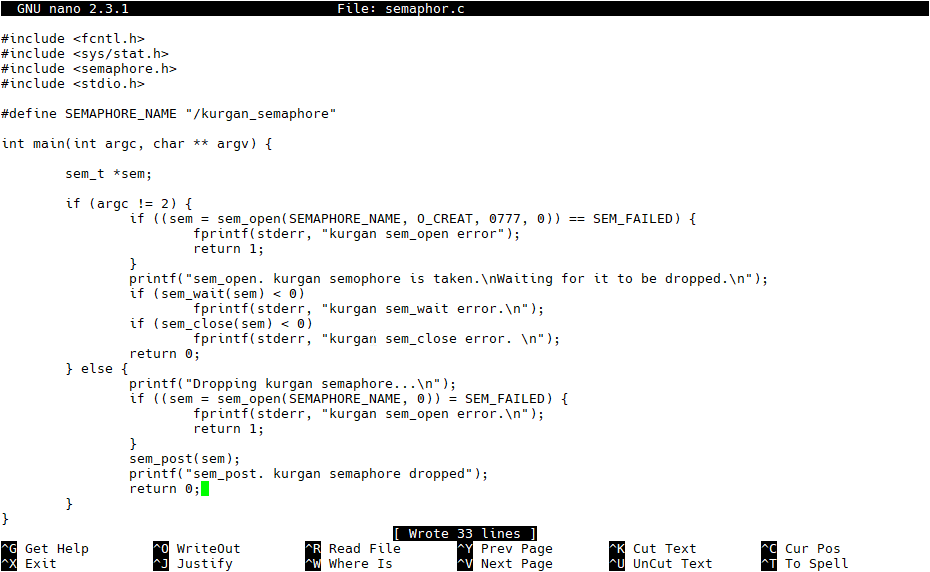 GNU nano 2.3.1 File: semaphor.c
#include <fcntl.h>
#include <sys/stat.h>
#include <semaphore.h>
#include <stdio.h>
#define SEMAPHORE_NAME "/kurgan_semaphore"
int main(int argc, char ** argv) {
sem_t *sem;
if (argc != 2) {
if ((sem = sem_open(SEMAPHORE_NAME, O_CREAT, 0777, 0)) == SEM_FAILED) {
fprintf(stderr, "kurgan sem_open error");
return 1;
}
printf("sem_open. kurgan semophore is taken.\nWaiting for it to be dropped.\n");
if (sem_wait(sem) < 0)
fprintf(stderr, "kurgan sem_wait error.\n");
if (sem_close(sem) < 0)
fprintf(stderr, "kurgan sem_close error. \n");
return 0;
} else {
printf("Dropping kurgan semaphore...\n");
if ((sem = sem_open(SEMAPHORE_NAME, 0)) = SEM_FAILED) {
fprintf(stderr, "kurgan sem_open error.\n");
return 1;
}
sem_post(sem);
printf("sem_post. kurgan semaphore dropped");
return 0;
}
}
[ Wrote 33 lines ]
^G Get Help ^O WriteOut ^R Read File ^Y Prev Page ^K Cut Text ^C Cur Pos
^X Exit ^J Justify ^W Where Is ^V Next Page ^U UnCut Text ^T To Spell